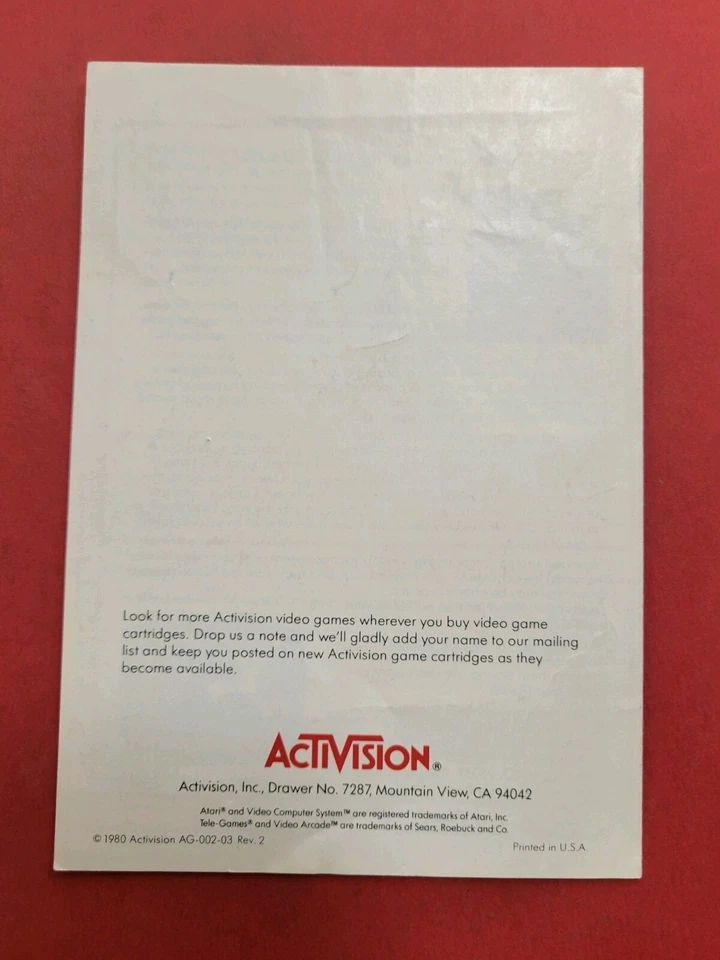 Look for more Activision video games wherever you buy video game
cartridges. Drop us a note and we'll gladly add your name to our mailing
list and keep you posted on new Activision game cartridges as they
become available.
ACTIVISION®
Activision, Inc., Drawer No. 7287, Mountain View, CA 94042
Atari® and Video Computer System™ are registered trademarks of Atari, Inc.
Tele-Games® and Video Arcade™ are trademarks of Sears, Roebuck and Co.
© 1980 Activision AG-002-03 Rev. 2
Printed in U.S.A.